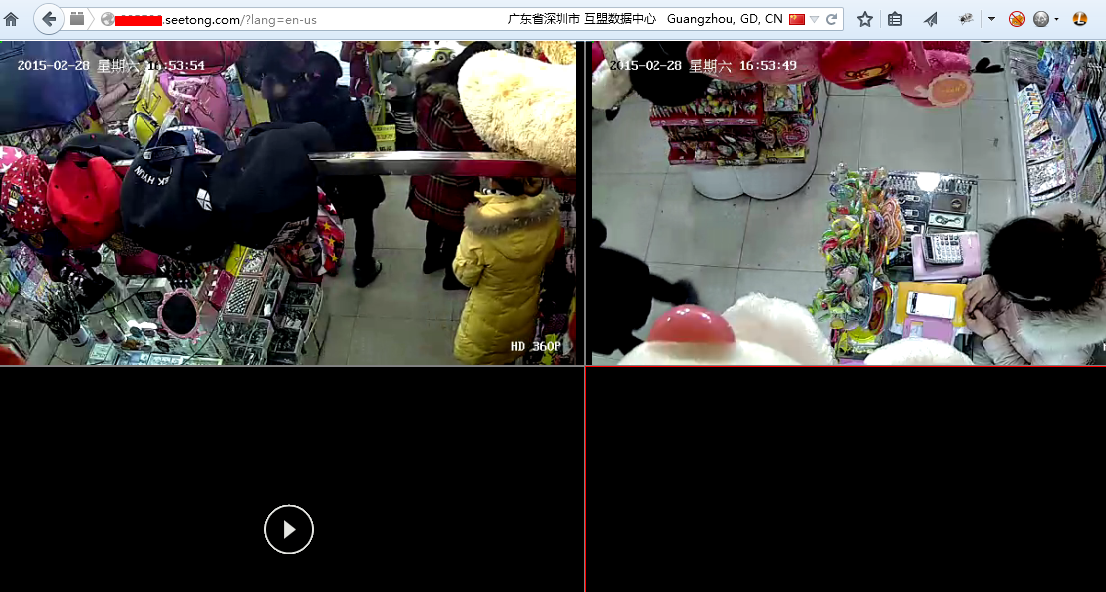 .seetong.com/?lang=en-us
广东省深圳市 互盟数据中心 Guangzhou, GD, CN
2015-02-28 星期六 16:53:54
2015-02-28 星期六 16:53:49
HD 360P